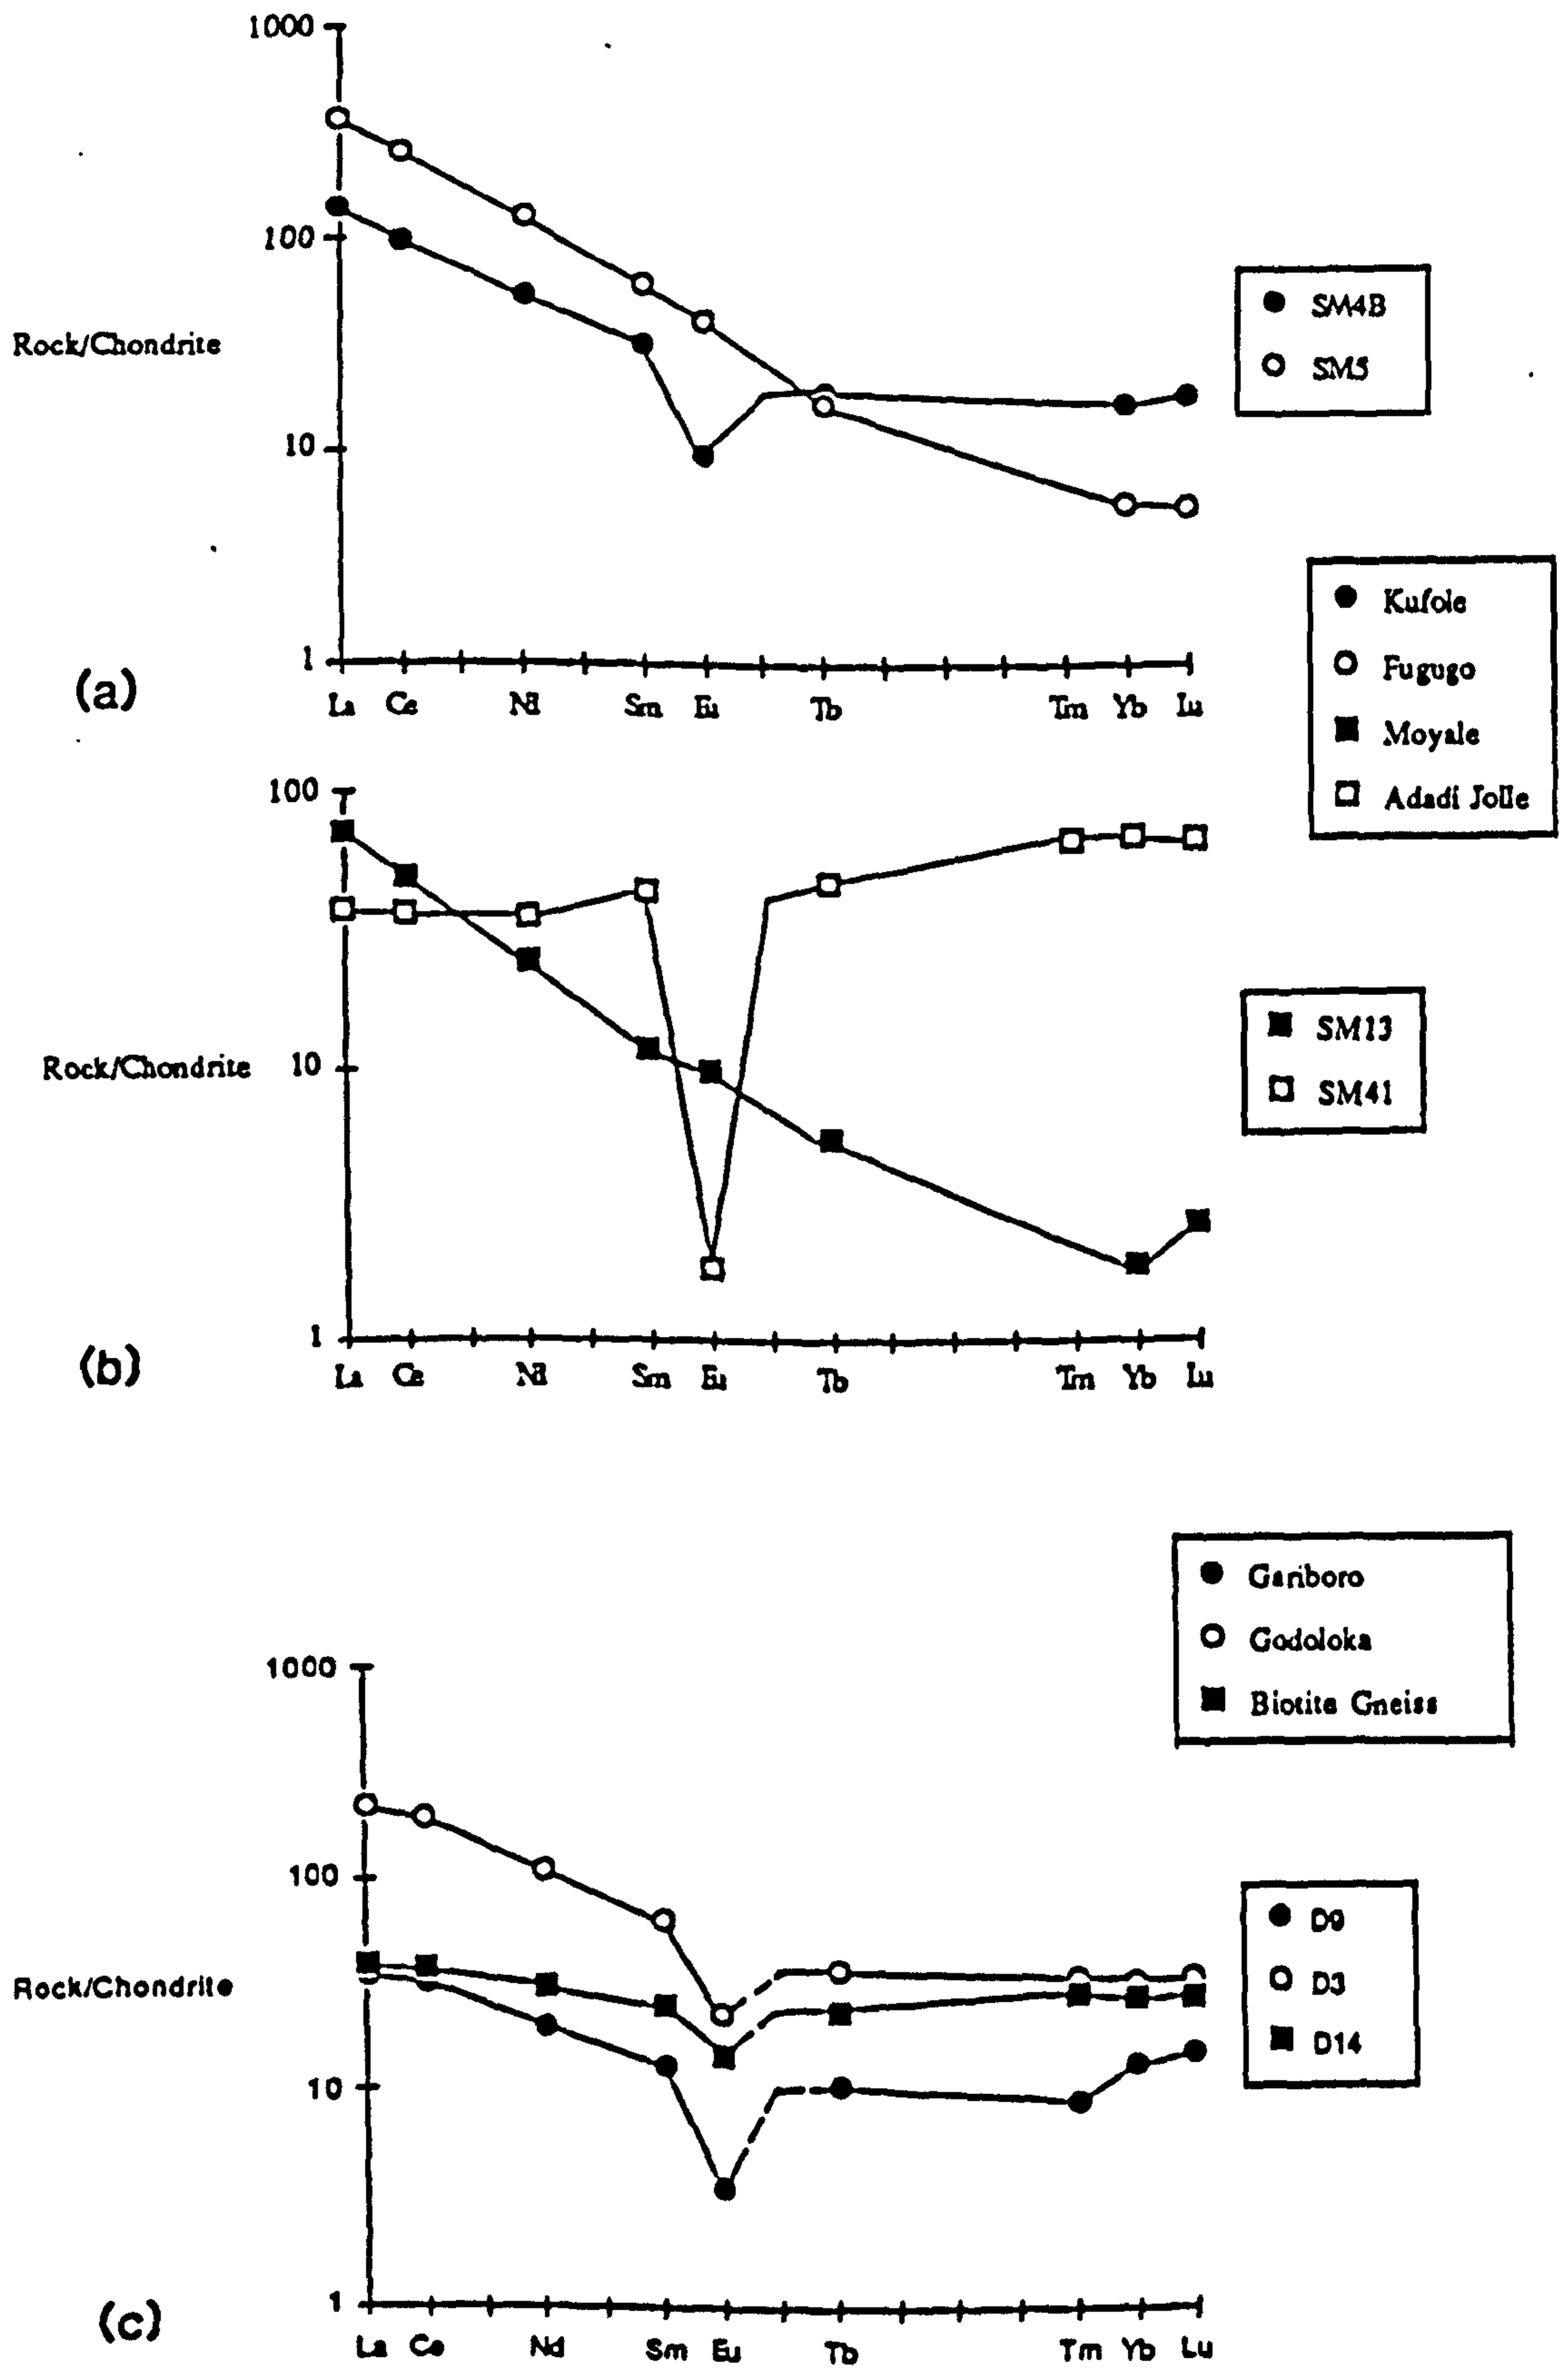 1000
100
Rock/Chondrite
10
1
(a)
La Ce Nd Sm Eu Tb Tm Yb Lu
SM4B
SM5
Kufole
Fugugo
Moyale
Adadi Jolle
100
Rock/Chondrite
10
1
(b)
La Ce Nd Sm Eu Tb Tm Yb Lu
SM13
SM41
Gariboro
Godoloka
Biotite Gneiss
1000
100
Rock/Chondrite
10
1
(c)
La Ce Nd Sm Eu Tb Tm Yb Lu
D9
D3
D14